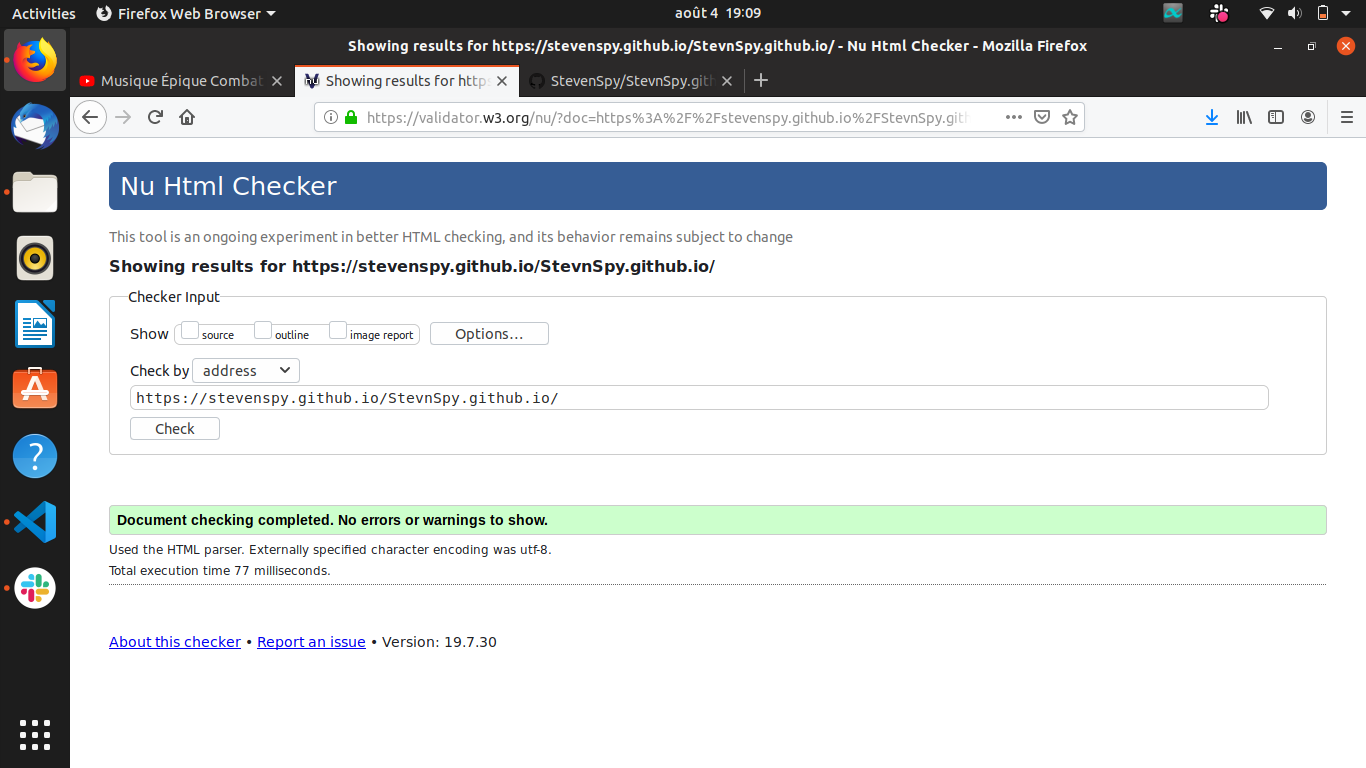 Activities Firefox Web Browser août 4 19:09
Showing results for https://stevenspy.github.io/StevnSpy.github.io/ - Nu Html Checker - Mozilla Firefox
Musique Épique Combat Showing results for https StevenSpy/StevnSpy.gith
https://validator.w3.org/nu/?doc=https%3A%2F%2Fstevenspy.github.io%2FStevnSpy.gith
Nu Html Checker
This tool is an ongoing experiment in better HTML checking, and its behavior remains subject to change
Showing results for https://stevenspy.github.io/StevnSpy.github.io/
Checker Input
Show source outline image report Options...
Check by address
https://stevenspy.github.io/StevnSpy.github.io/
Check
Document checking completed. No errors or warnings to show.
Used the HTML parser. Externally specified character encoding was utf-8.
Total execution time 77 milliseconds.
About this checker • Report an issue • Version: 19.7.30